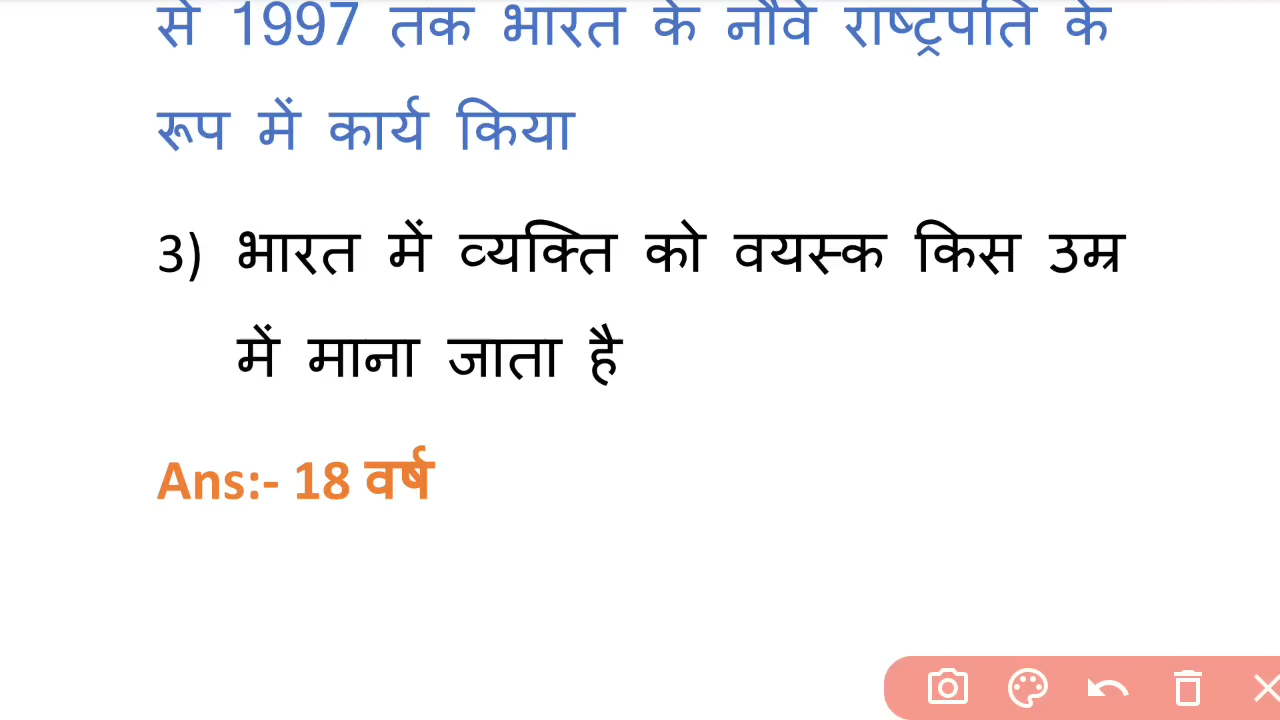 से 1997 तक भारत के नौवें राष्ट्रपति के
रूप में कार्य किया
3) भारत में व्यक्ति को वयस्क किस उम्र
में माना जाता है
Ans:- 18 वर्ष